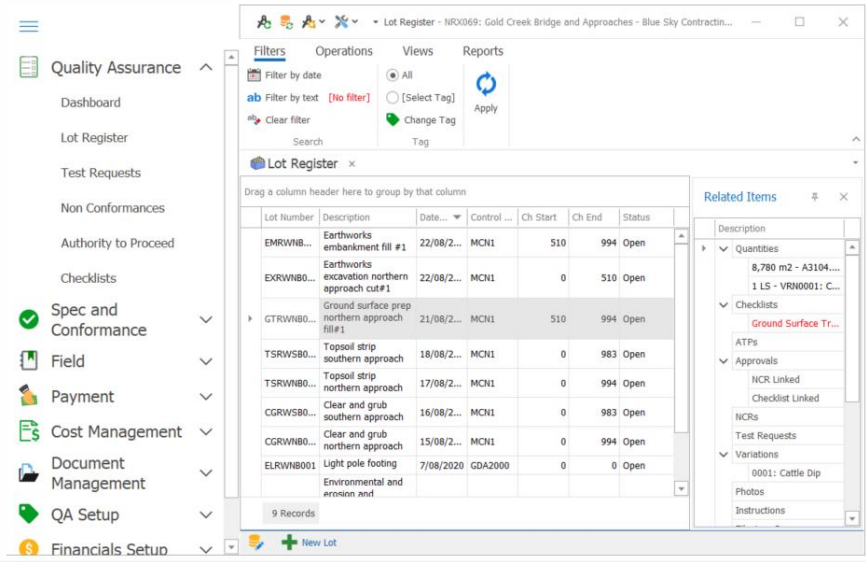 Lot Register - NRX069: Gold Creek Bridge and Approaches - Blue Sky Contractin...
Quality Assurance
Dashboard
Lot Register
Test Requests
Non Conformances
Authority to Proceed
Checklists
Spec and
Conformance
Field
Payment
Cost Management
Document
Management
QA Setup
Financials Setup
Filters Operations Views Reports
Filter by date
ab Filter by text [No filter]
Clear filter
Search
All
[Select Tag]
Change Tag
Tag
Apply
Lot Register
Drag a column header here to group by that column
Lot Number Description Date... Control ... Ch Start Ch End Status
EMRWNB... Earthworks embankment fill #1 22/08/2... MCN1 510 994 Open
EXRWNB0... Earthworks excavation northern approach cut#1 22/08/2... MCN1 0 510 Open
GTRWNB0... Ground surface prep northern approach fill#1 21/08/2... MCN1 510 994 Open
TSRWSB0... Topsoil strip southern approach 18/08/2... MCN1 0 983 Open
TSRWNB0... Topsoil strip northern approach 17/08/2... MCN1 0 994 Open
CGRWSB0... Clear and grub southern approach 16/08/2... MCN1 0 983 Open
CGRWNB0... Clear and grub northern approach 15/08/2... MCN1 0 994 Open
ELRWNB001 Light pole footing 7/08/2020 GDA2000 0 0 Open
Environmental and
erosion and
9 Records
New Lot
Related Items
Description
Quantities
8,780 m2 - A3104....
1 LS - VRN0001: C...
Checklists
Ground Surface Tr...
ATPs
Approvals
NCR Linked
Checklist Linked
NCRs
Test Requests
Variations
0001: Cattle Dip
Photos
Instructions